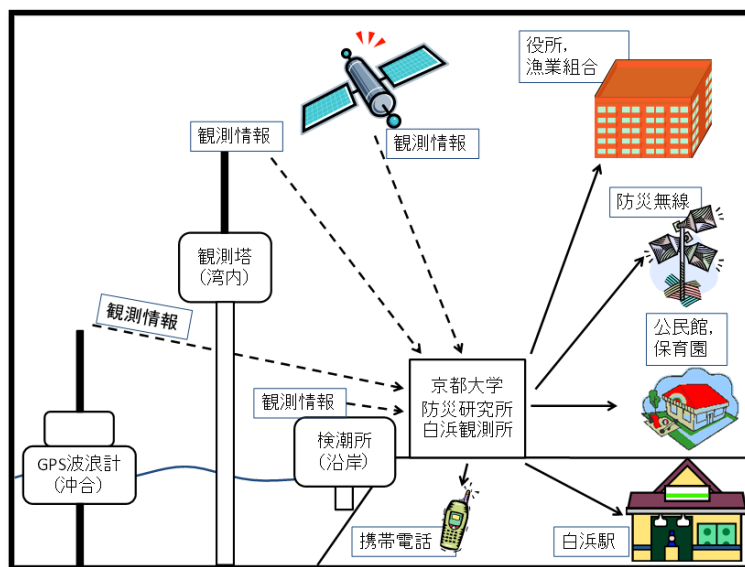 役所,
漁業組合
観測情報
観測情報
防災無線
観測塔
(湾内)
観測情報
公民館,
保育園
京都大学
防災研究所
白浜観測所
観測情報
検潮所
(沿岸)
GPS波浪計
(沖合)
携帯電話
白浜駅